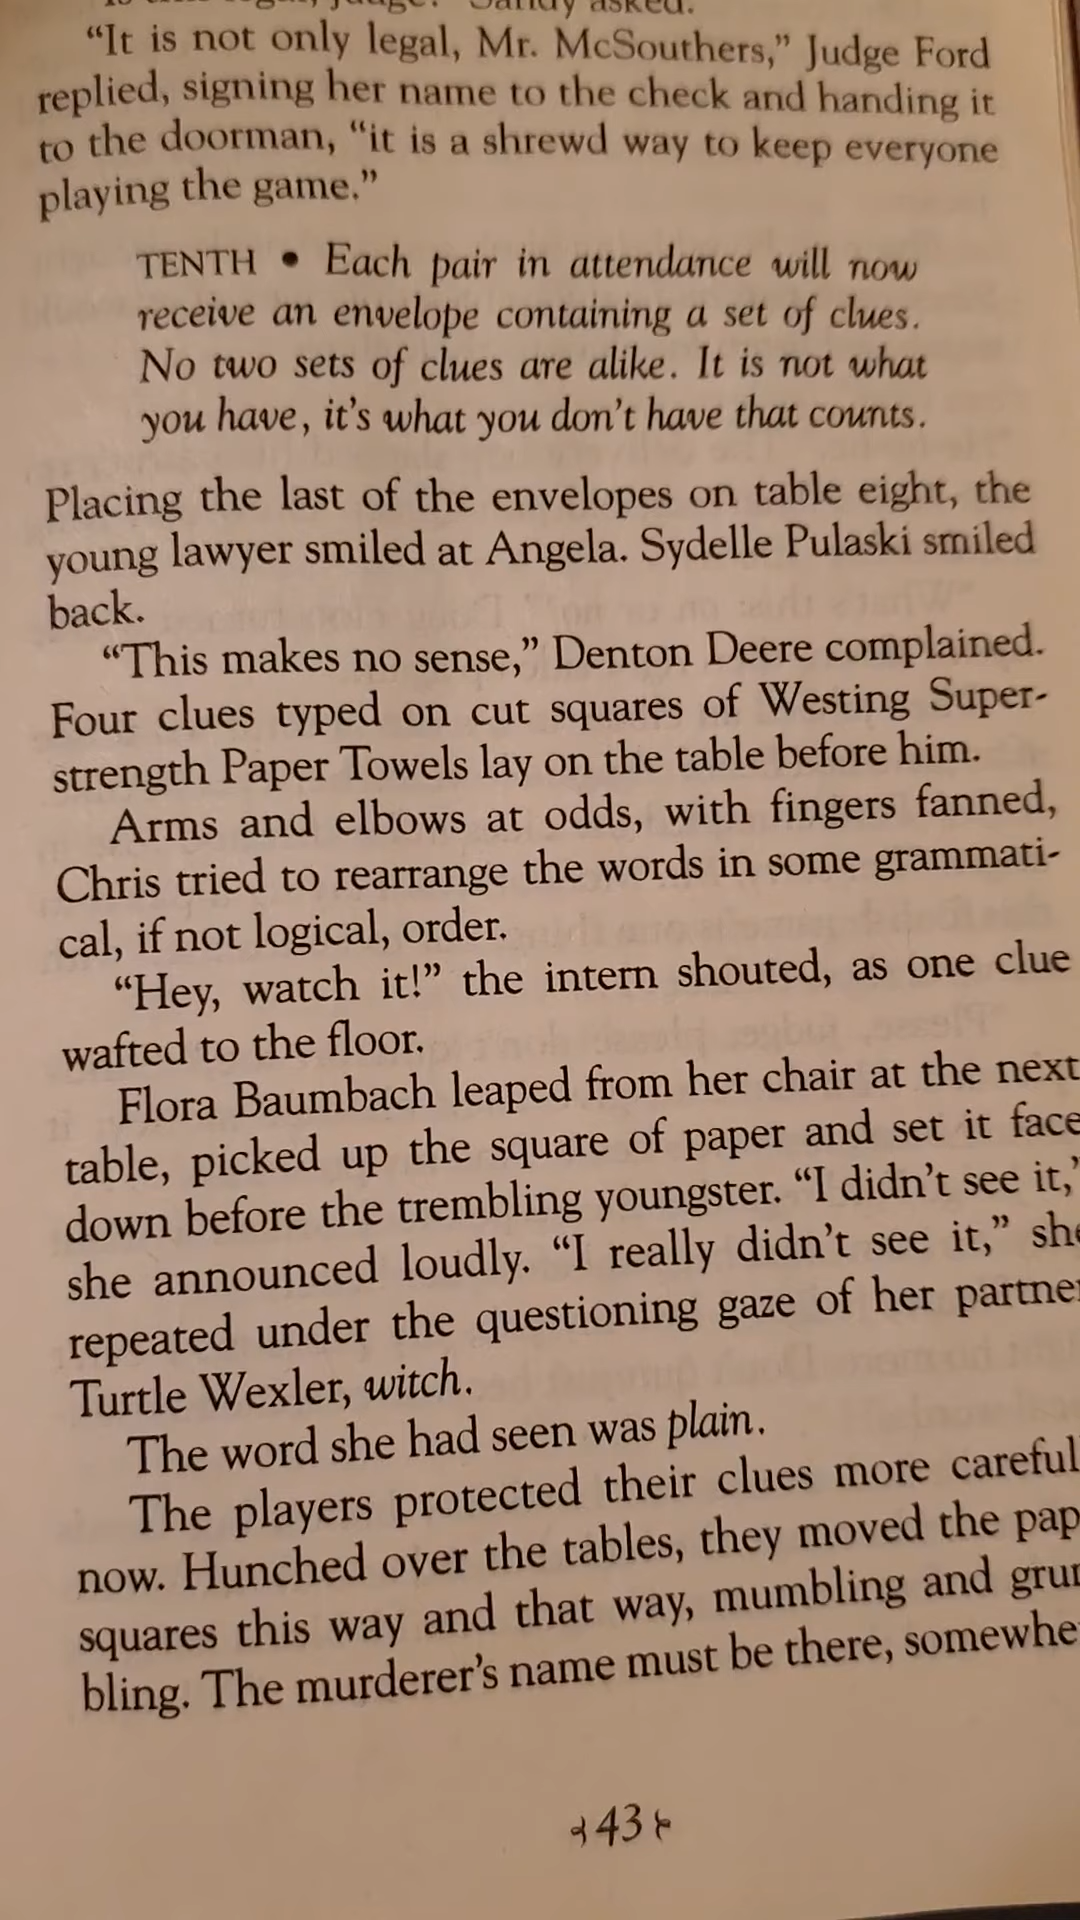 Sandy asked.
“It is not only legal, Mr. McSouthers,” Judge Ford
replied, signing her name to the check and handing it
to the doorman, “it is a shrewd way to keep everyone
playing the game.”
TENTH • Each pair in attendance will now
receive an envelope containing a set of clues.
No two sets of clues are alike. It is not what
you have, it’s what you don’t have that counts.
Placing the last of the envelopes on table eight, the
young lawyer smiled at Angela. Sydelle Pulaski smiled
back.
“This makes no sense,” Denton Deere complained.
Four clues typed on cut squares of Westing Super-
strength Paper Towels lay on the table before him.
Arms and elbows at odds, with fingers fanned,
Chris tried to rearrange the words in some grammati-
cal, if not logical, order.
“Hey, watch it!” the intern shouted, as one clue
wafted to the floor.
Flora Baumbach leaped from her chair at the next
table, picked up the square of paper and set it face
down before the trembling youngster. “I didn’t see it,”
she announced loudly. “I really didn’t see it,” she
repeated under the questioning gaze of her partner
Turtle Wexler, witch.
The word she had seen was plain.
The players protected their clues more careful
now. Hunched over the tables, they moved the pap
squares this way and that way, mumbling and grum
bling. The murderer’s name must be there, somewhe
43